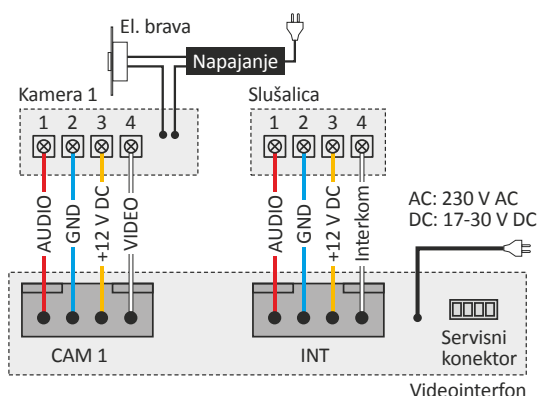 El. brava
Napajanje
Kamera 1
Slušalica
1 2 3 4
1 2 3 4
AUDIO
GND
+12 V DC
VIDEO
AUDIO
GND
+12 V DC
Interkom
AC: 230 V AC
DC: 17-30 V DC
CAM 1
INT
Servisni
konektor
Videointerfon